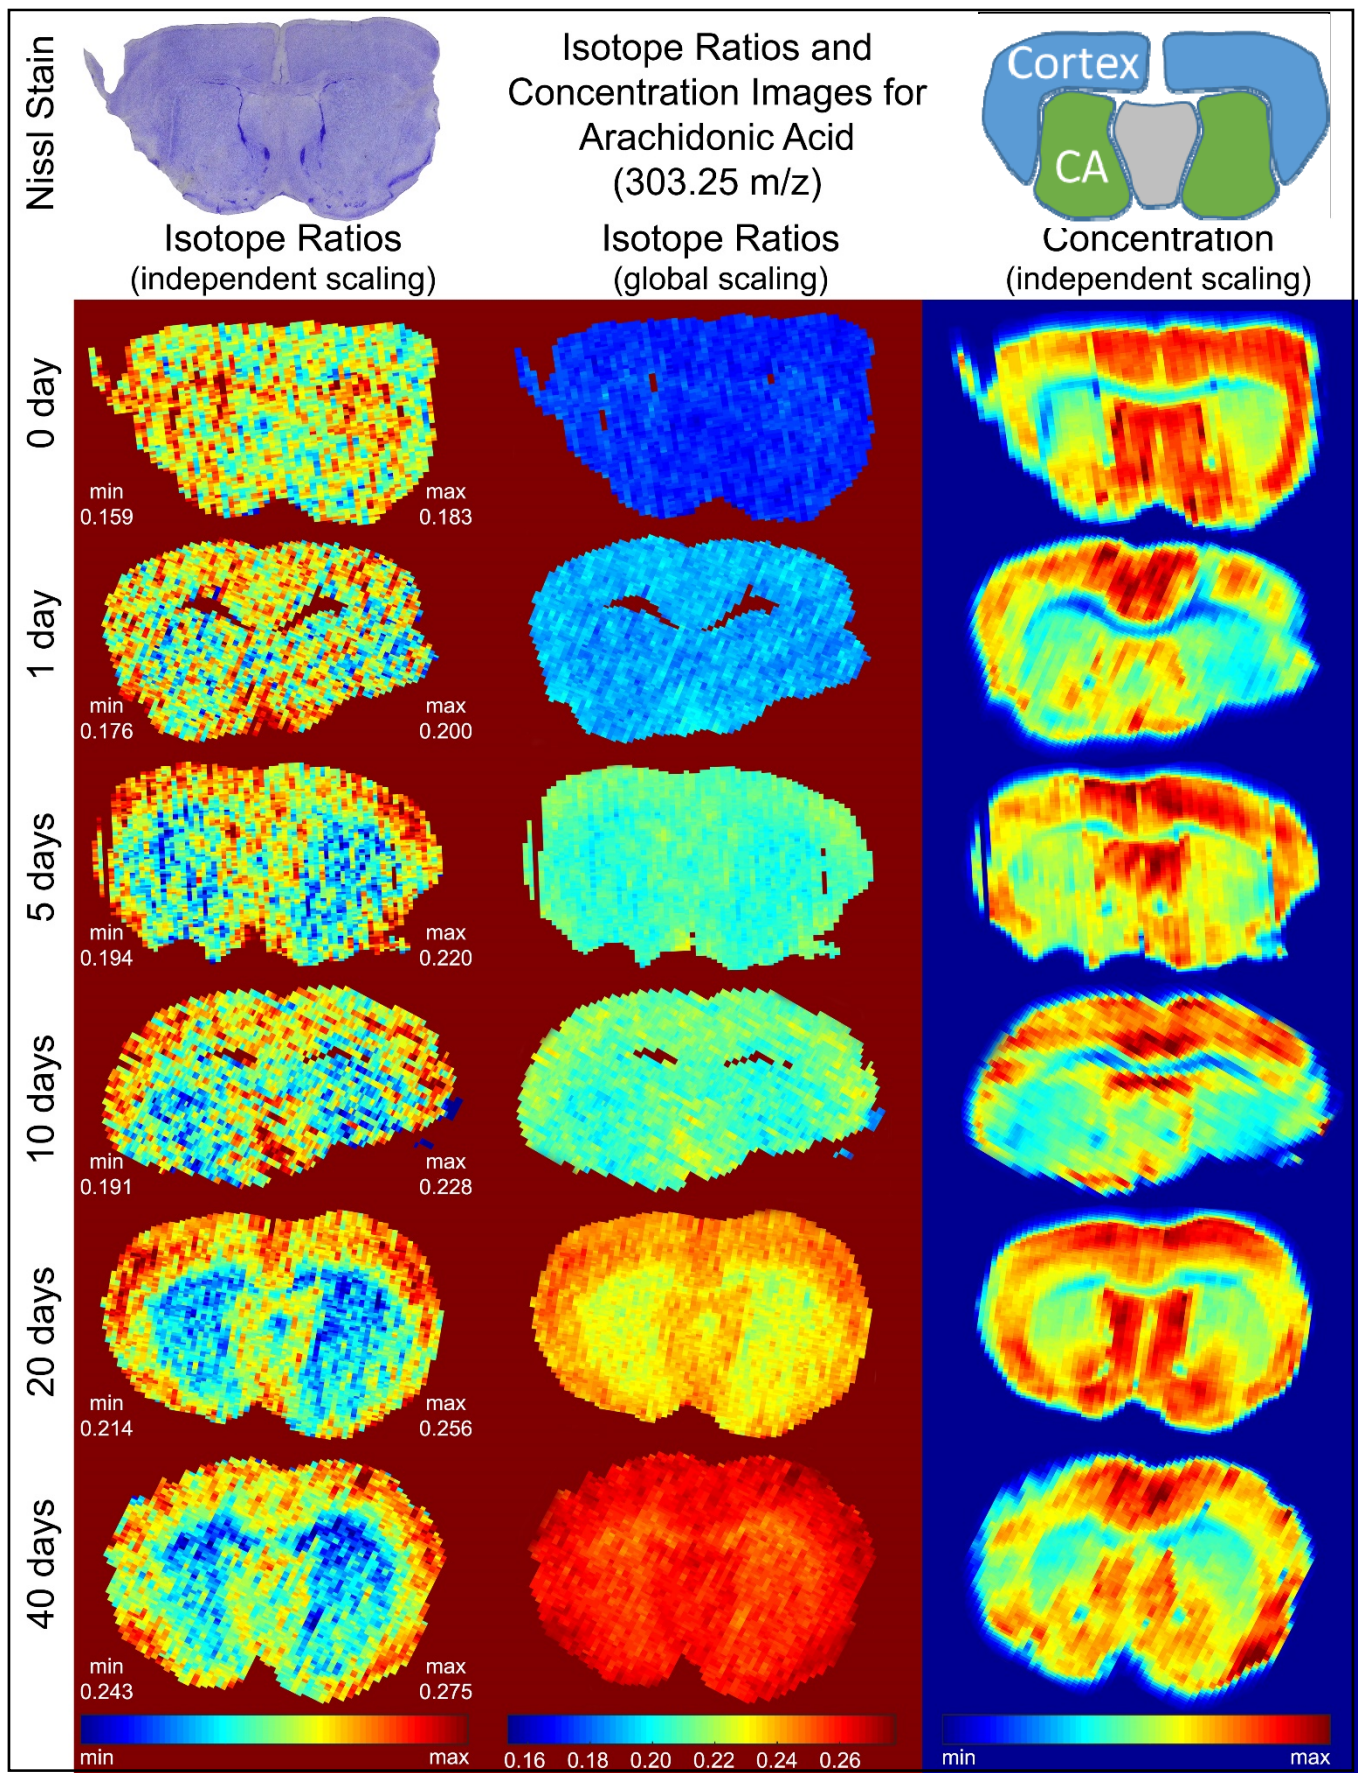 Nissl Stain
Isotope Ratios and
Concentration Images for
Arachidonic Acid
(303.25 m/z)
Cortex
CA
Isotope Ratios
(independent scaling)
Isotope Ratios
(global scaling)
Concentration
(independent scaling)
0 day
min
0.159
max
0.183
1 day
min
0.176
max
0.200
5 days
min
0.194
max
0.220
10 days
min
0.191
max
0.228
20 days
min
0.214
max
0.256
40 days
min
0.243
max
0.275
min max
0.16 0.18 0.20 0.22 0.24 0.26
min max